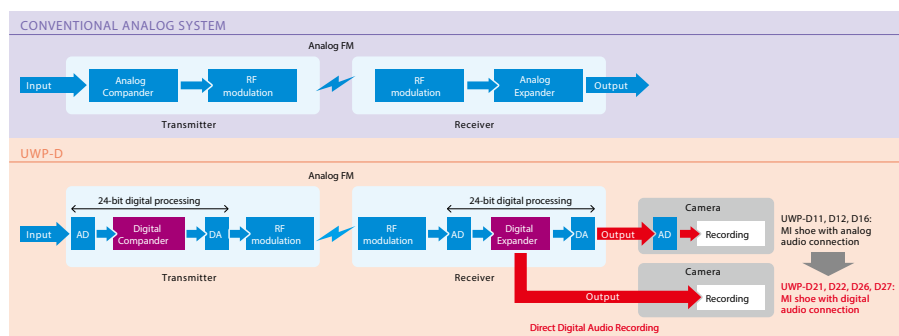 CONVENTIONAL ANALOG SYSTEM
Analog FM
Input
Analog
Compander
RF
modulation
RF
modulation
Analog
Expander
Output
Transmitter
Receiver
UWP-D
Analog FM
24-bit digital processing
24-bit digital processing
Input
AD
Digital
Compander
DA
RF
modulation
RF
modulation
AD
Digital
Expander
DA
Output
Camera
AD
Recording
UWP-D11, D12, D16:
MI shoe with analog
audio connection
Transmitter
Receiver
Output
Camera
Recording
UWP-D21, D22, D26, D27:
MI shoe with digital
audio connection
Direct Digital Audio Recording